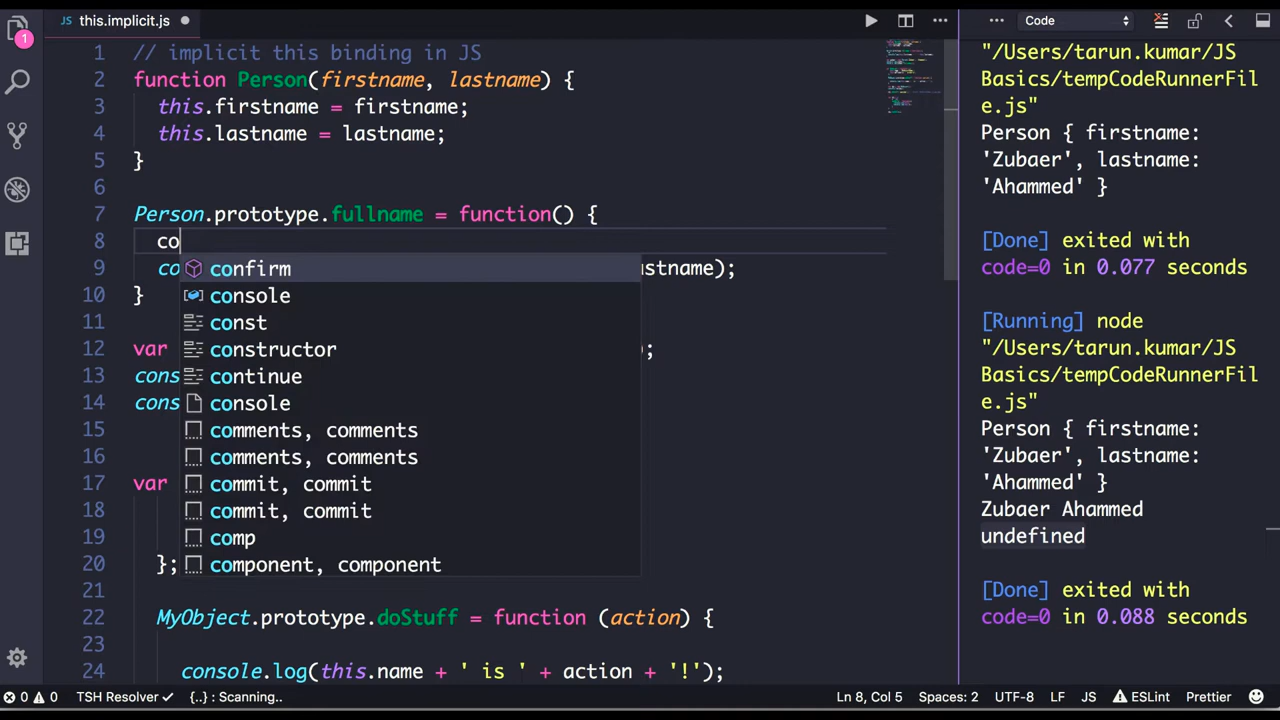 this.implicit.js
Code
1
1 // implicit this binding in JS
2 function Person(firstname, lastname) {
3 this.firstname = firstname;
4 this.lastname = lastname;
5 }
6
7 Person.prototype.fullname = function() {
8 co
9 co stname);
10 }
11
12 var );
13 cons
14 cons
15
16
17 var
18
19
20 };
21
22 MyObject.prototype.doStuff = function (action) {
23
24 console.log(this.name + ' is ' + action + '!');
confirm
console
const
constructor
continue
console
comments, comments
comments, comments
commit, commit
commit, commit
comp
component, component
"/Users/tarun.kumar/JS
Basics/tempCodeRunnerFil
e.js"
Person { firstname:
'Zubaer', lastname:
'Ahammed' }
[Done] exited with
code=0 in 0.077 seconds
[Running] node
"/Users/tarun.kumar/JS
Basics/tempCodeRunnerFil
e.js"
Person { firstname:
'Zubaer', lastname:
'Ahammed' }
Zubaer Ahammed
undefined
[Done] exited with
code=0 in 0.088 seconds
0 0 TSH Resolver {..} : Scanning.. Ln 8, Col 5 Spaces: 2 UTF-8 LF JS ESLint Prettier